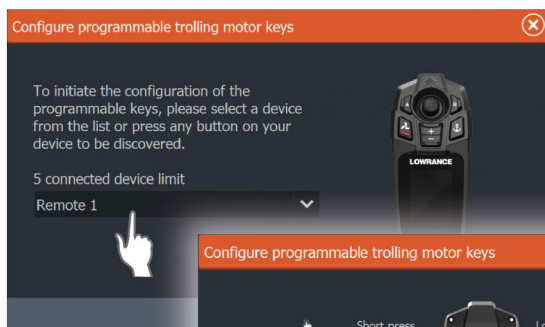 Configure programmable trolling motor keys
To initiate the configuration of the
programmable keys, please select a device
from the list or press any button on your
device to be discovered.
5 connected device limit
Remote 1
A
B
LOWRANCE
Configure programmable trolling motor keys
Short press